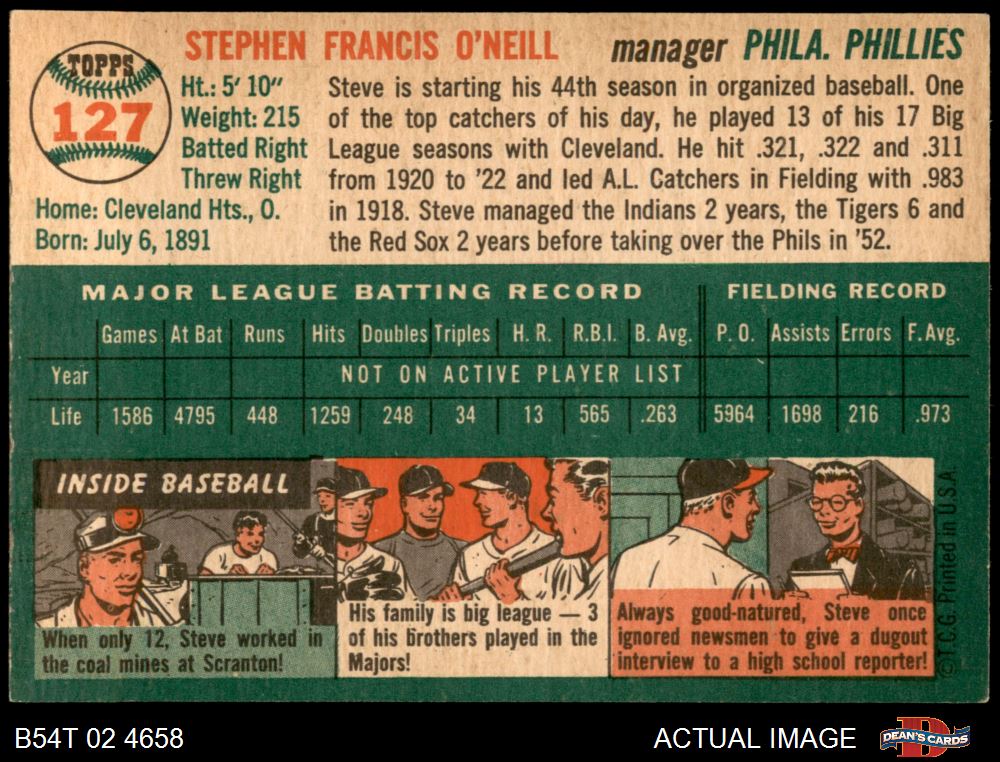 TOPPS
127
STEPHEN FRANCIS O'NEILL
manager PHILA. PHILLIES
Ht.: 5' 10"
Weight: 215
Batted Right
Threw Right
Home: Cleveland Hts., O.
Born: July 6, 1891
Steve is starting his 44th season in organized baseball. One
of the top catchers of his day, he played 13 of his 17 Big
League seasons with Cleveland. He hit .321, .322 and .311
from 1920 to '22 and led A.L. Catchers in Fielding with .983
in 1918. Steve managed the Indians 2 years, the Tigers 6 and
the Red Sox 2 years before taking over the Phils in '52.
MAJOR LEAGUE BATTING RECORD FIELDING RECORD
Games At Bat Runs Hits Doubles Triples H. R. R.B.I. B. Avg. P. O. Assists Errors F. Avg.
Year NOT ON ACTIVE PLAYER LIST
Life 1586 4795 448 1259 248 34 13 565 .263 5964 1698 216 .973
INSIDE BASEBALL
When only 12, Steve worked in
the coal mines at Scranton!
His family is big league — 3
of his brothers played in the
Majors!
Always good-natured, Steve once
ignored newsmen to give a dugout
interview to a high school reporter!
©T.C.G. Printed in U.S.A.
B54T 02 4658
ACTUAL IMAGE
DEAN'S CARDS